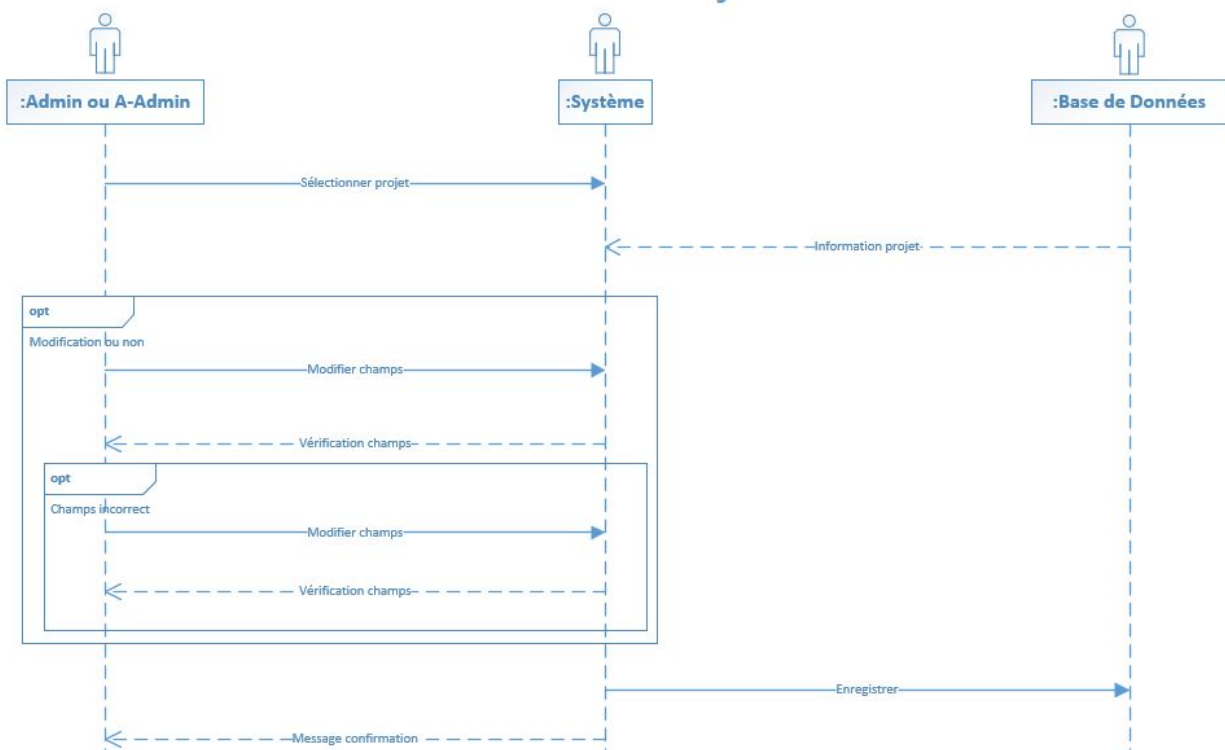 :Admin ou A-Admin
:Système
:Base de Données
Sélectionner projet
Information projet
opt
Modification ou non
Modifier champs
Vérification champs
opt
Champs incorrect
Modifier champs
Vérification champs
Enregistrer
Message confirmation